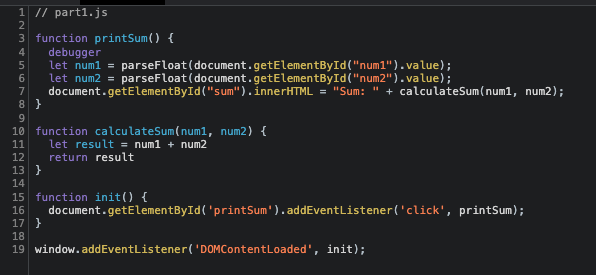 1 // part1.js
2
3 function printSum() {
4   debugger
5   let num1 = parseFloat(document.getElementById("num1").value);
6   let num2 = parseFloat(document.getElementById("num2").value);
7   document.getElementById("sum").innerHTML = "Sum: " + calculateSum(num1, num2);
8 }
9
10 function calculateSum(num1, num2) {
11   let result = num1 + num2
12   return result
13 }
14
15 function init() {
16   document.getElementById('printSum').addEventListener('click', printSum);
17 }
18
19 window.addEventListener('DOMContentLoaded', init);